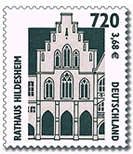 720
3,68 €
DEUTSCHLAND
RATHAUS HILDESHEIM